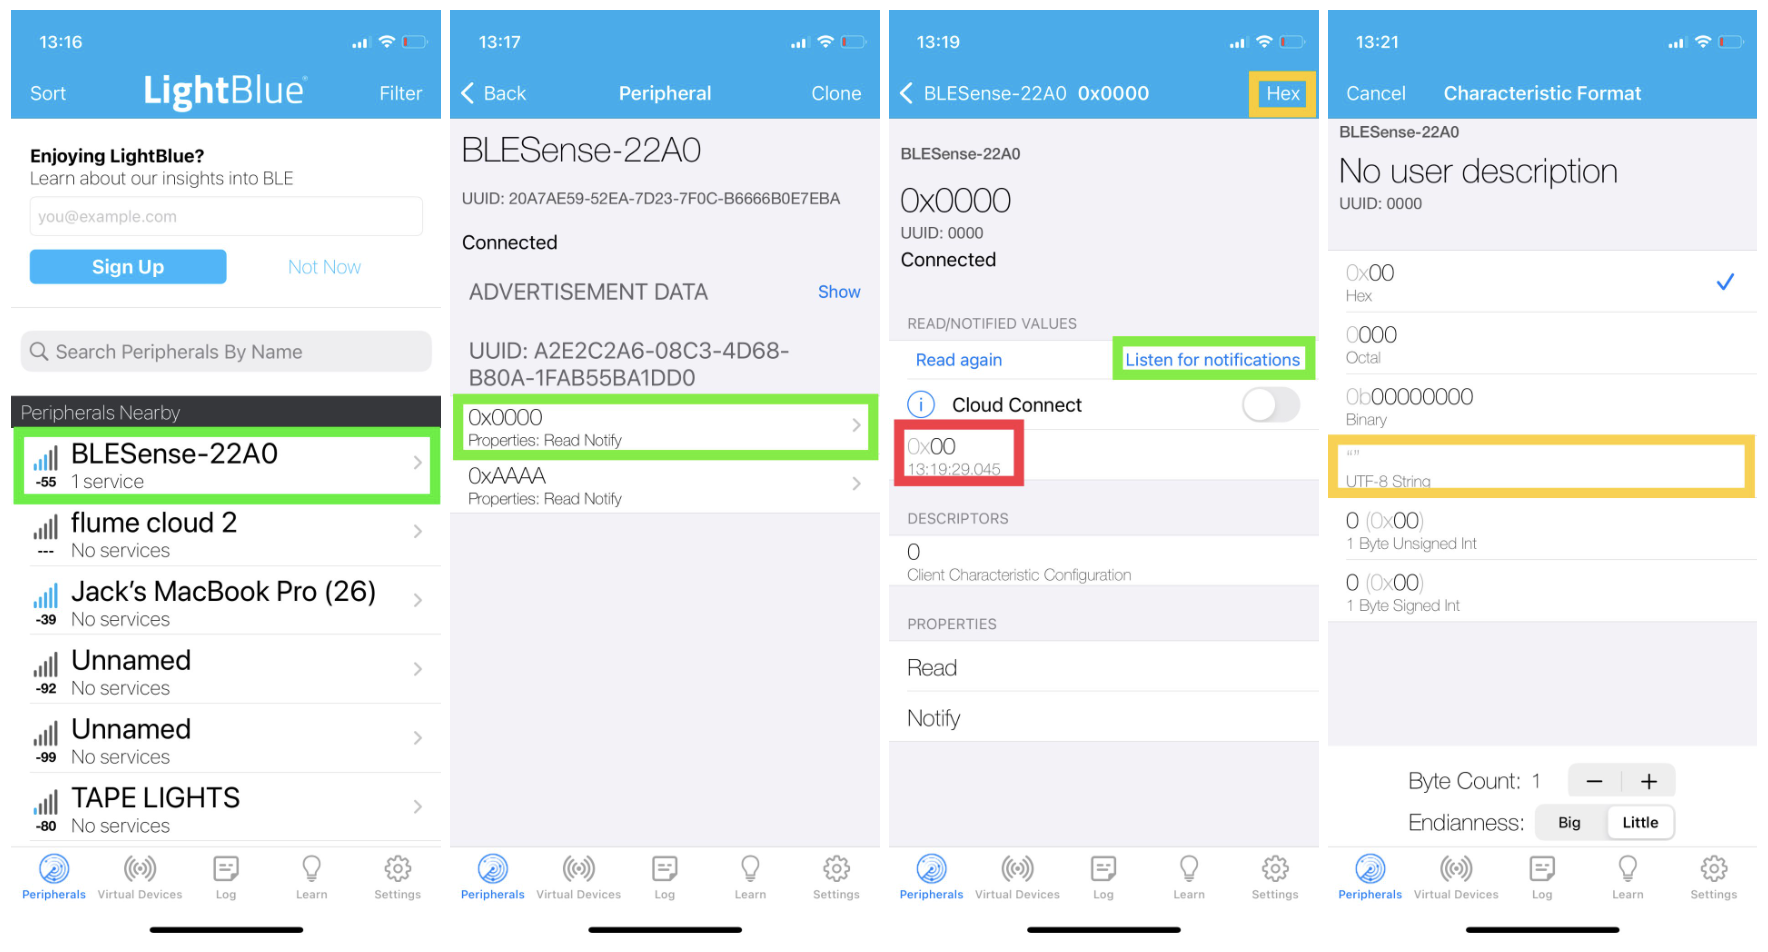 13:16
Sort
LightBlue
Filter
Enjoying LightBlue?
Learn about our insights into BLE
you@example.com
Sign Up
Not Now
Search Peripherals By Name
Peripherals Nearby
BLESense-22A0
-55
1 service
flume cloud 2
---
No services
Jack's MacBook Pro (26)
-39
No services
Unnamed
-92
No services
Unnamed
-99
No services
TAPE LIGHTS
-80
No services
Peripherals
Virtual Devices
Log
Learn
Settings
13:17
Back
Peripheral
Clone
BLESense-22A0
UUID: 20A7AE59-52EA-7D23-7F0C-B6666B0E7EBA
Connected
ADVERTISEMENT DATA
Show
UUID: A2E2C2A6-08C3-4D68-
B80A-1FAB55BA1DD0
0x0000
Properties: Read Notify
0xAAAA
Properties: Read Notify
Peripherals
Virtual Devices
Log
Learn
Settings
13:19
BLESense-22A0
0x0000
Hex
BLESense-22A0
0x0000
UUID: 0000
Connected
READ/NOTIFIED VALUES
Read again
Listen for notifications
Cloud Connect
0x00
13:19:29.045
DESCRIPTORS
0
Client Characteristic Configuration
PROPERTIES
Read
Notify
Peripherals
Virtual Devices
Log
Learn
Settings
13:21
Cancel
Characteristic Format
BLESense-22A0
No user description
UUID: 0000
0x00
Hex
0000
Octal
0b00000000
Binary
“”
UTF-8 String
0 (0x00)
1 Byte Unsigned Int
0 (0x00)
1 Byte Signed Int
Byte Count: 1
− +
Endianness:
Big
Little
Peripherals
Virtual Devices
Log
Learn
Settings